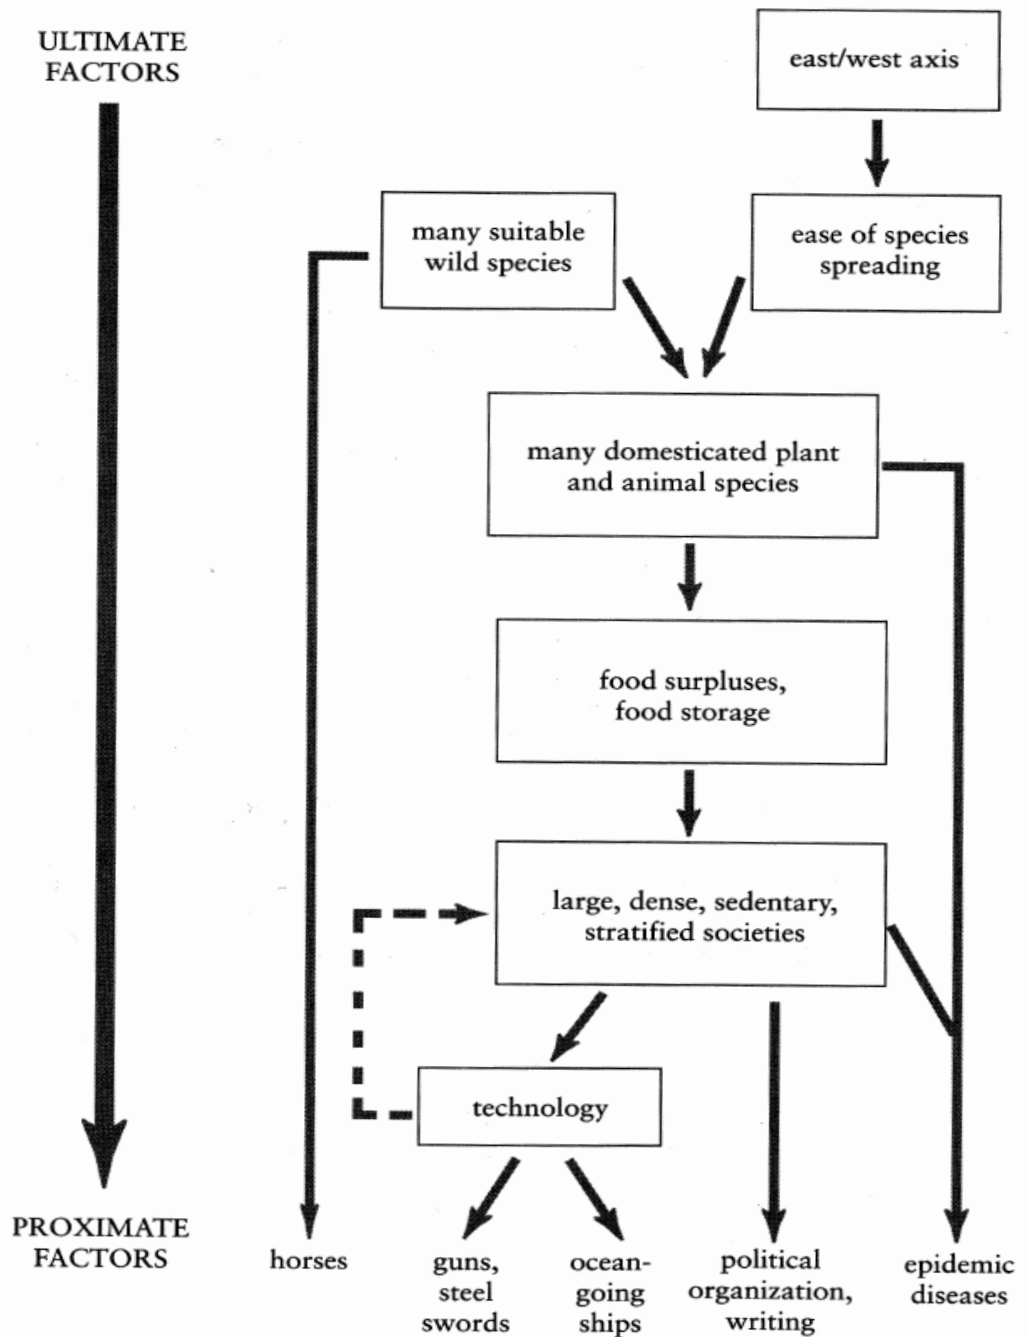 ULTIMATE
FACTORS
east/west axis
many suitable
wild species
ease of species
spreading
many domesticated plant
and animal species
food surpluses,
food storage
large, dense, sedentary,
stratified societies
technology
PROXIMATE
FACTORS
horses
guns,
steel
swords
ocean-
going
ships
political
organization,
writing
epidemic
diseases